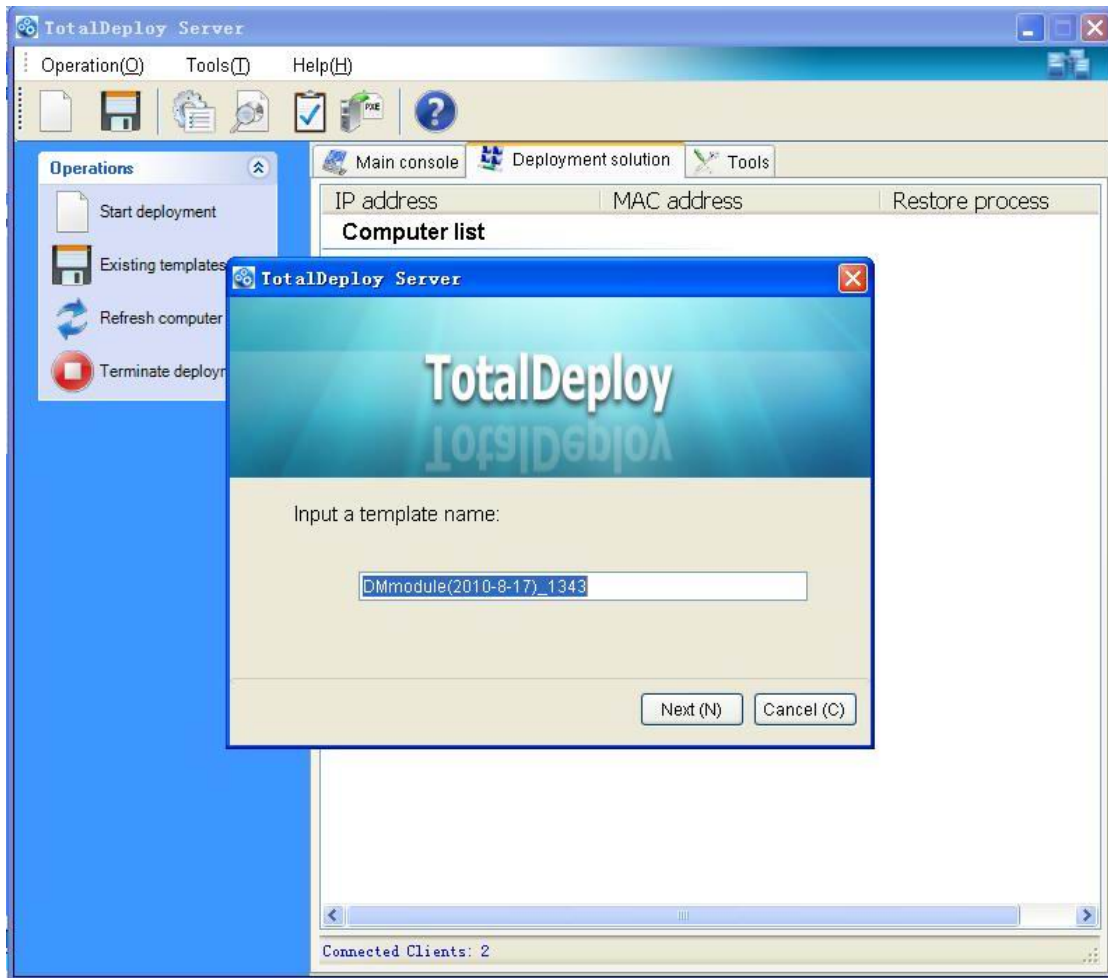 TotalDeploy Server
Operation(O) Tools(T) Help(H)
PXE
Operations
Start deployment
Existing templates
Refresh computer
Terminate deployr
Main console Deployment solution Tools
IP address MAC address Restore process
Computer list
TotalDeploy Server
TotalDeploy
Input a template name:
DMmodule(2010-8-17)_1343
Next (N) Cancel (C)
Connected Clients: 2